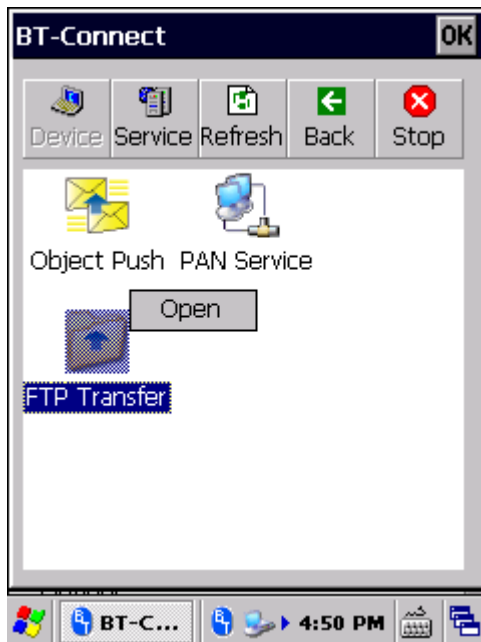 BT-Connect OK
Device Service Refresh Back Stop
Object Push PAN Service
Open
FTP Transfer
BT-C... 4:50 PM